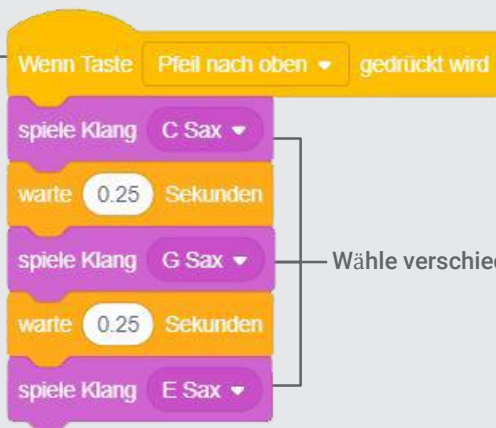 Wenn Taste Pfeil nach oben gedrückt wird
spiele Klang C Sax
warte 0.25 Sekunden
spiele Klang G Sax
Wähle
warte 0.25 Sekunden
spiele Klang E Sax